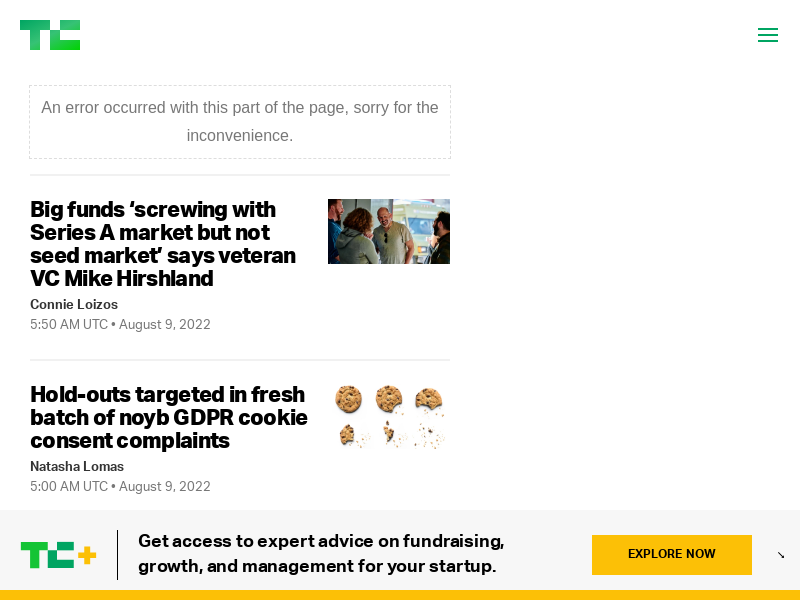 TC
An error occurred with this part of the page, sorry for the
inconvenience.
Big funds ‘screwing with
Series A market but not
seed market’ says veteran
VC Mike Hirshland
Connie Loizos
5:50 AM UTC • August 9, 2022
Hold-outs targeted in fresh
batch of noyb GDPR cookie
consent complaints
Natasha Lomas
5:00 AM UTC • August 9, 2022
TC+
Get access to expert advice on fundraising,
growth, and management for your startup.
EXPLORE NOW